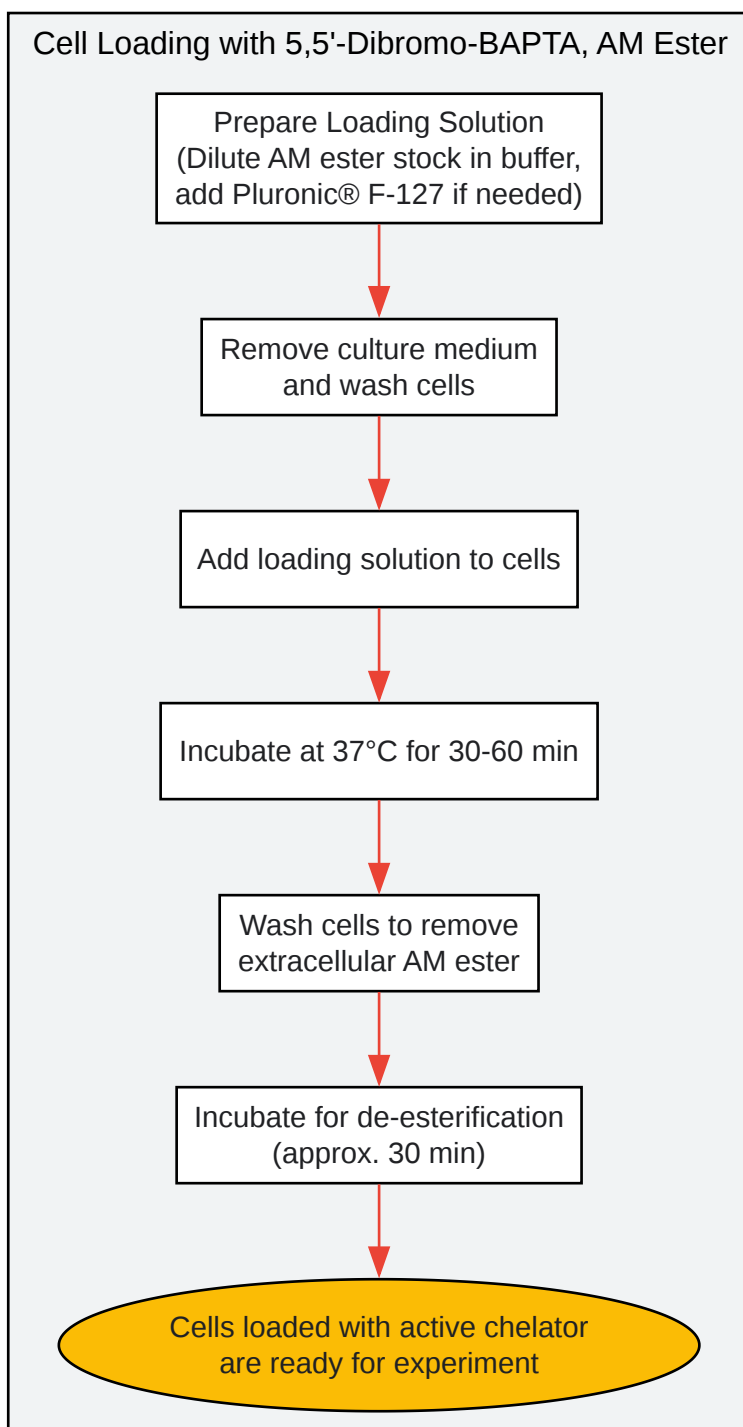 Cell Loading with 5,5'-Dibromo-BAPTA, AM Ester
Prepare Loading Solution
(Dilute AM ester stock in buffer,
add Pluronic® F-127 if needed)
Remove culture medium
and wash cells
Add loading solution to cells
Incubate at 37°C for 30-60 min
Wash cells to remove
extracellular AM ester
Incubate for de-esterification
(approx. 30 min)
Cells loaded with active chelator
are ready for experiment